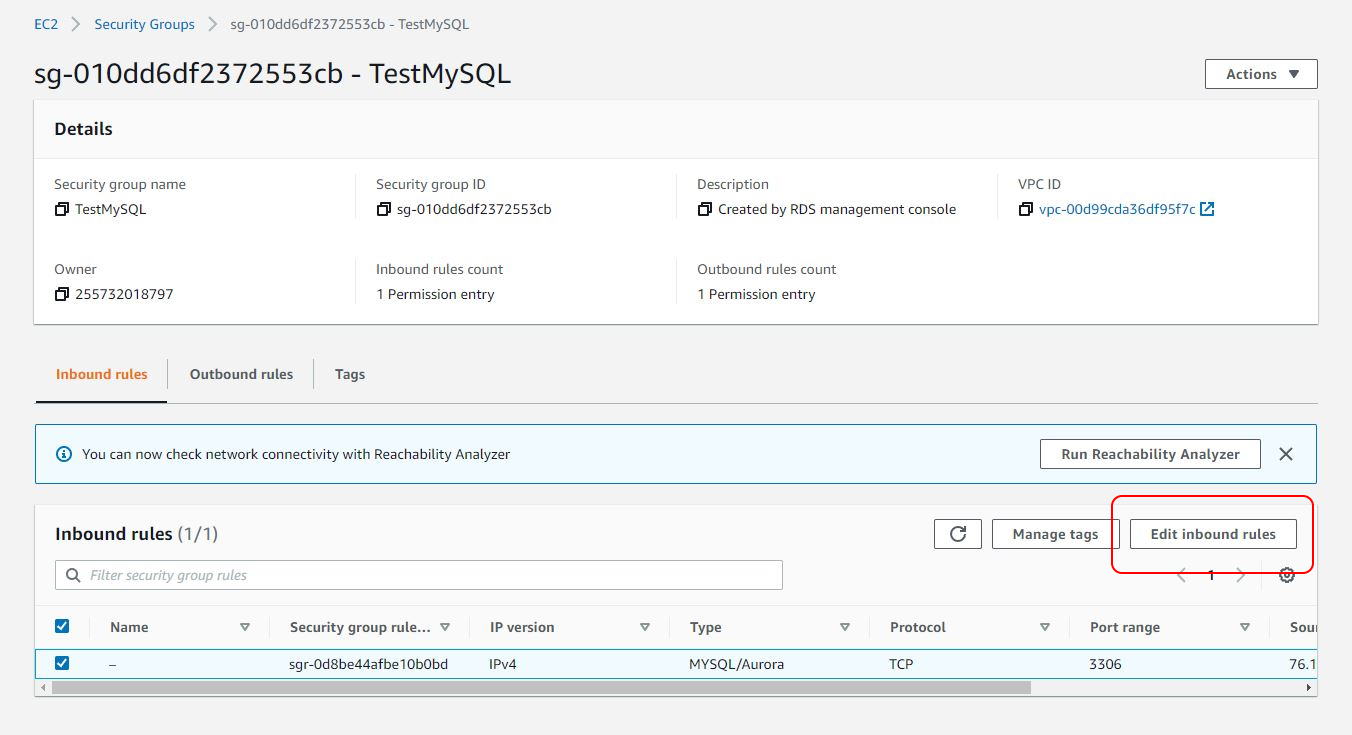 EC2 Security Groups sg-010dd6df2372553cb - TestMySQL
sg-010dd6df2372553cb - TestMySQL
Actions
Details
Security group name Security group ID Description VPC ID
TestMySQL sg-010dd6df2372553cb Created by RDS management console vpc-00d99cda36df95f7c
Owner Inbound rules count Outbound rules count
255732018797 1 Permission entry 1 Permission entry
Inbound rules Outbound rules Tags
You can now check network connectivity with Reachability Analyzer Run Reachability Analyzer
Inbound rules (1/1) Manage tags Edit inbound rules
Filter security group rules 1
Name Security group rule... IP version Type Protocol Port range Sou
– sgr-0d8be44afbe10b0bd IPv4 MYSQL/Aurora TCP 3306 76.1